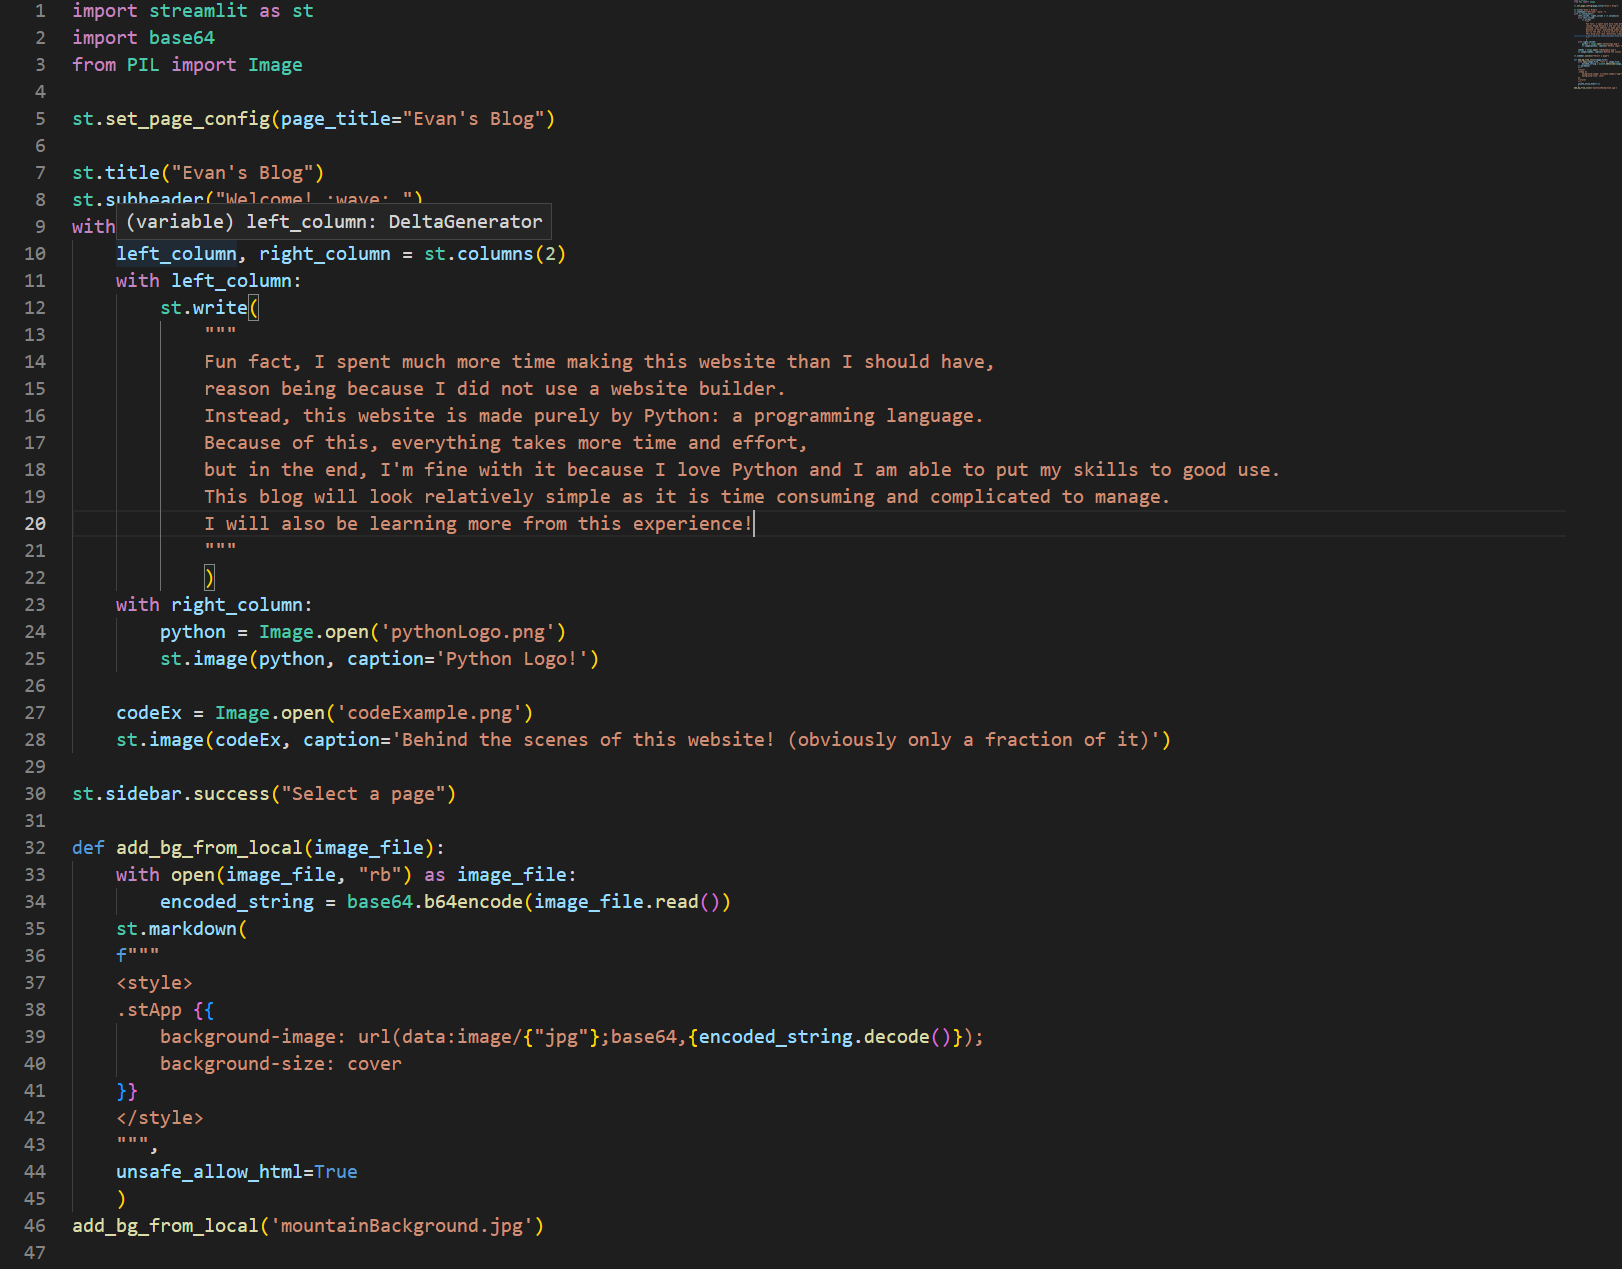 1 import streamlit as st
2 import base64
3 from PIL import Image
4
5 st.set_page_config(page_title="Evan's Blog")
6
7 st.title("Evan's Blog")
8 st.subheader("Welcome! :wave: ")
(variable) left_column: DeltaGenerator
9 with
10     left_column, right_column = st.columns(2)
11     with left_column:
12         st.write(
13             """
14             Fun fact, I spent much more time making this website than I should have,
15             reason being because I did not use a website builder.
16             Instead, this website is made purely by Python: a programming language.
17             Because of this, everything takes more time and effort,
18             but in the end, I'm fine with it because I love Python and I am able to put my skills to good use.
19             This blog will look relatively simple as it is time consuming and complicated to manage.
20             I will also be learning more from this experience!
21             """
22             )
23     with right_column:
24         python = Image.open('pythonLogo.png')
25         st.image(python, caption='Python Logo!')
26
27     codeEx = Image.open('codeExample.png')
28     st.image(codeEx, caption='Behind the scenes of this website! (obviously only a fraction of it)')
29
30 st.sidebar.success("Select a page")
31
32 def add_bg_from_local(image_file):
33     with open(image_file, "rb") as image_file:
34         encoded_string = base64.b64encode(image_file.read())
35     st.markdown(
36     f"""
37     <style>
38     .stApp {{
39         background-image: url(data:image/{"jpg"};base64,{encoded_string.decode()});
40         background-size: cover
41     }}
42     </style>
43     """,
44     unsafe_allow_html=True
45     )
46 add_bg_from_local('mountainBackground.jpg')
47